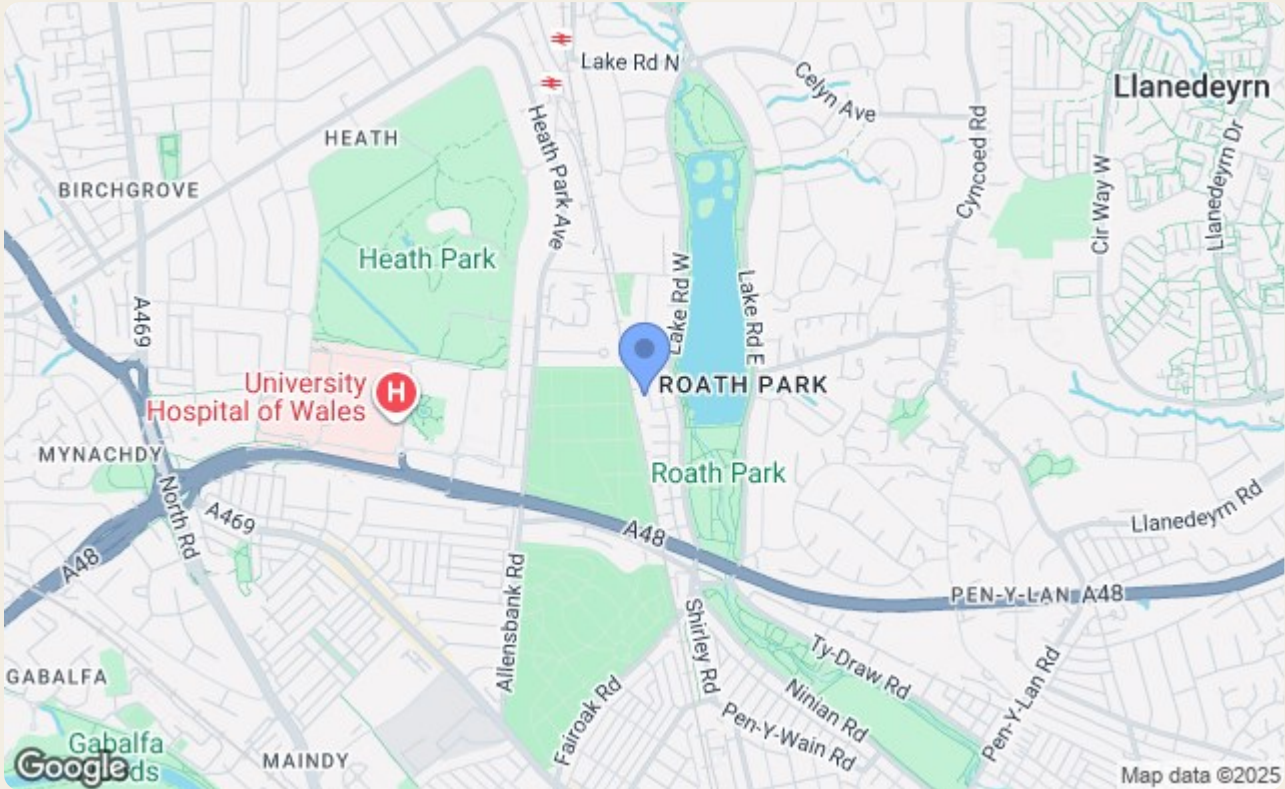 Lake Rd N
Celyn Ave
Llanedeyrn
HEATH
Heath Park Ave
Cyncoed Rd
Llanedeyrn Dr
BIRCHGROVE
Cir Way W
Heath Park
A469
Lake Rd W
Lake Rd E
University
Hospital of Wales
H
ROATH PARK
MYNACHDY
Roath Park
North Rd
A469
A48
Llanedeyrn Rd
A48
Allensbank Rd
PEN-Y-LAN
A48
Shirley Rd
Ty-Draw Rd
GABALFA
Fairoak Rd
Ninian Rd
Pen-Y-Wain Rd
Pen-Y-Lan Rd
Gabalfa
MAINDY
Google
Map data ©2025